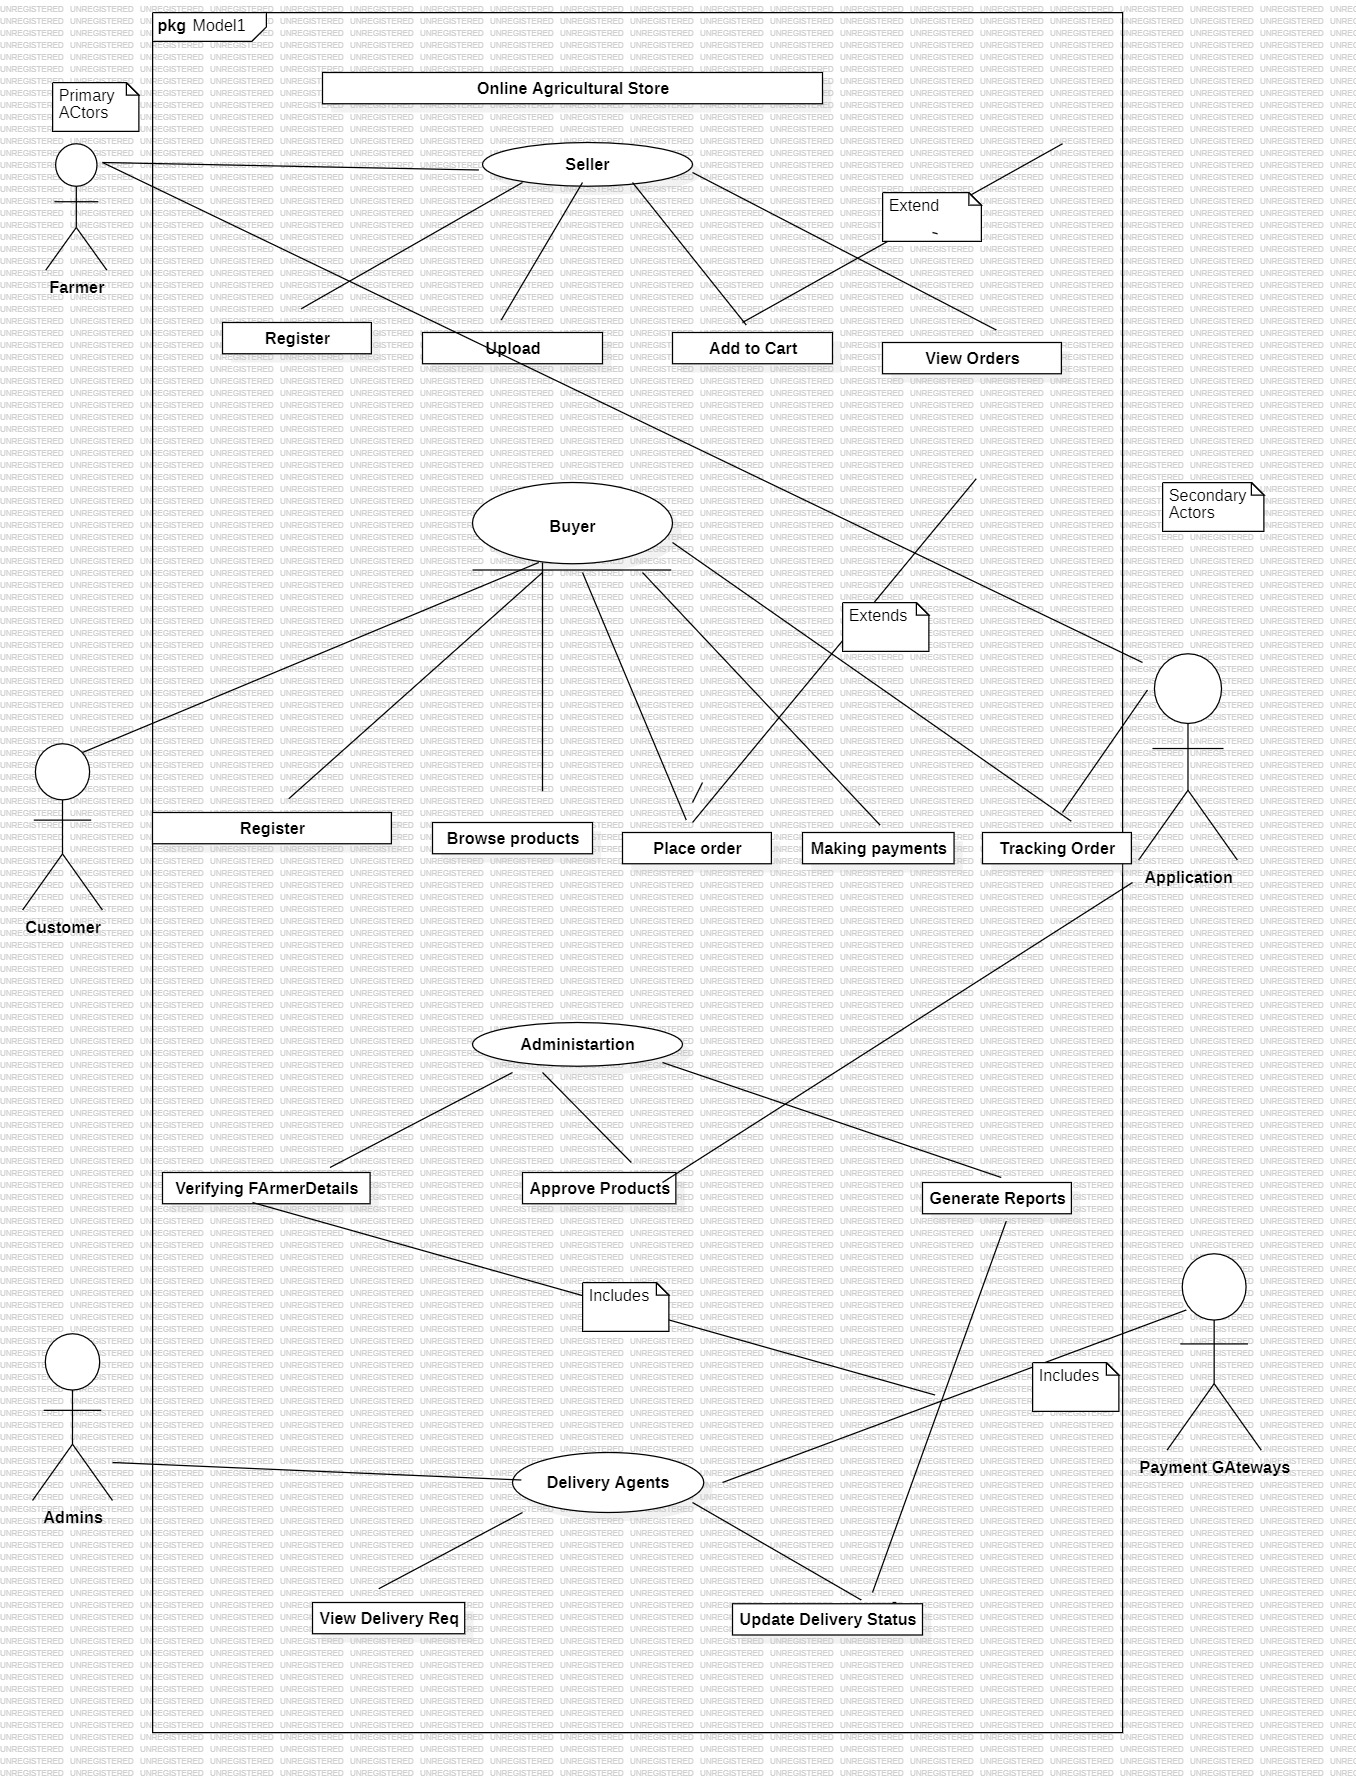 pkg Model1
Online Agricultural Store
Primary
ACtors
Seller
Extend
Farmer
Register
Upload
Add to Cart
View Orders
Secondary
Actors
Buyer
Extends
Register
Browse products
Place order
Making payments
Tracking Order
Application
Customer
Administartion
Verifying FArmerDetails
Approve Products
Generate Reports
Includes
Includes
Payment GAteways
Delivery Agents
Admins
View Delivery Req
Update Delivery Status
UNREGISTERED